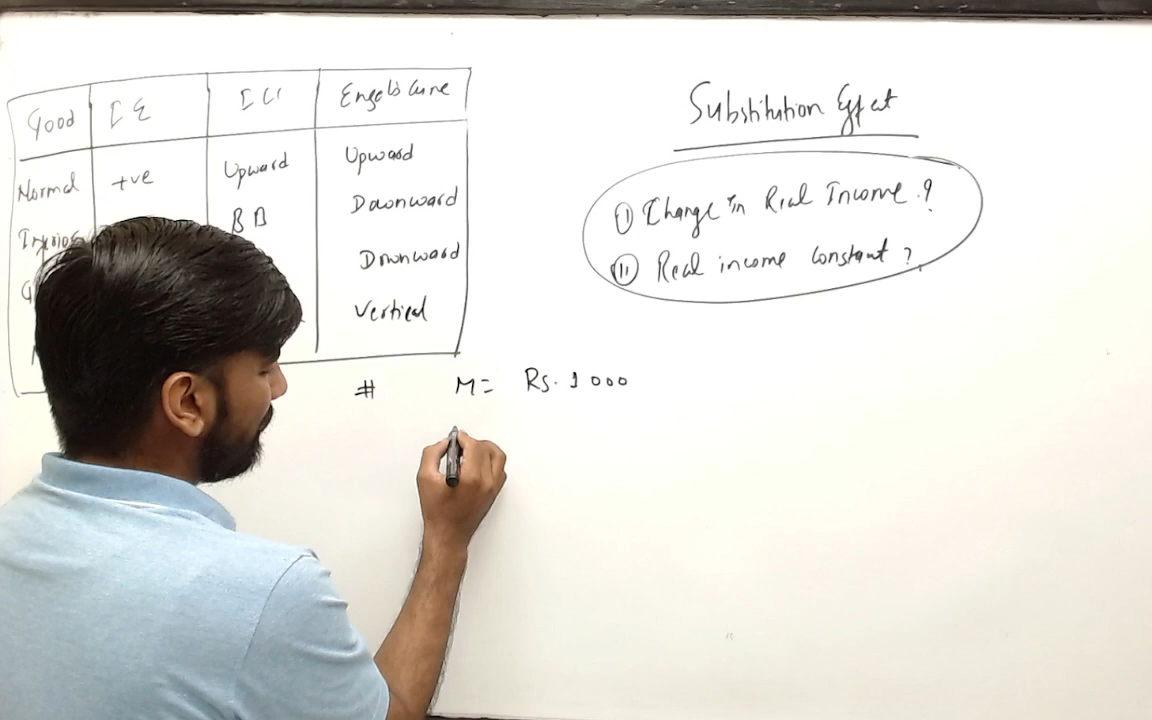 Good I E ICC Engel's Curve
Normal +ve Upward Upward
Inferior BB Downward
Downward
Vertical
Substitution Effect
(I) Change in Real Income ?
(II) Real income constant ?
# M = Rs. 1000